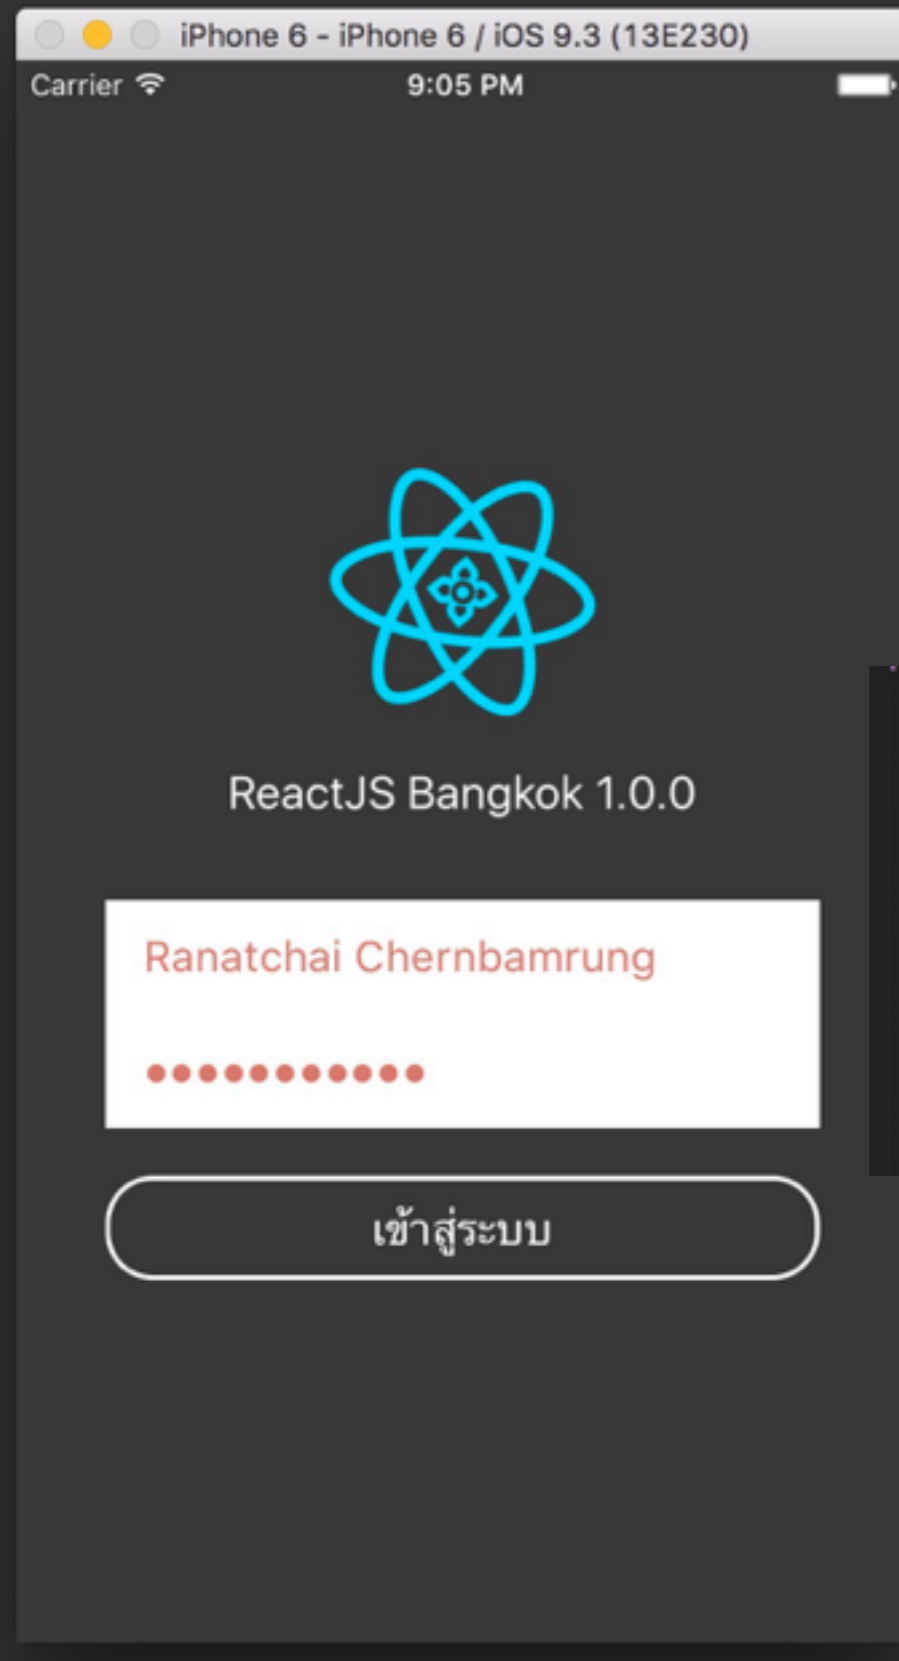 iPhone 6 - iPhone 6 / iOS 9.3 (13E230)
Carrier 9:05 PM
ReactJS Bangkok 1.0.0
Ranatchai Chernbamrung
●●●●●●●●●●●
เข้าสู่ระบบ